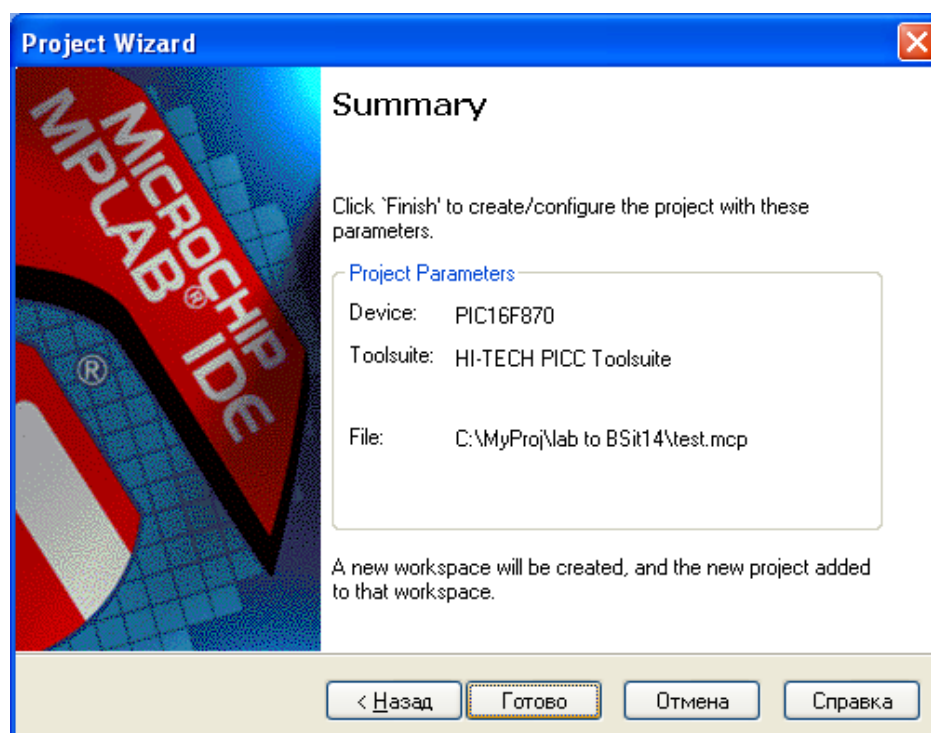 Project Wizard
MICROCHIP
MPLAB® IDE
®
Summary
Click `Finish' to create/configure the project with these
parameters.
Project Parameters
Device: PIC16F870
Toolsuite: HI-TECH PICC Toolsuite
File: C:\MyProj\lab to BSit14\test.mcp
A new workspace will be created, and the new project added
to that workspace.
< Назад Готово Отмена Справка